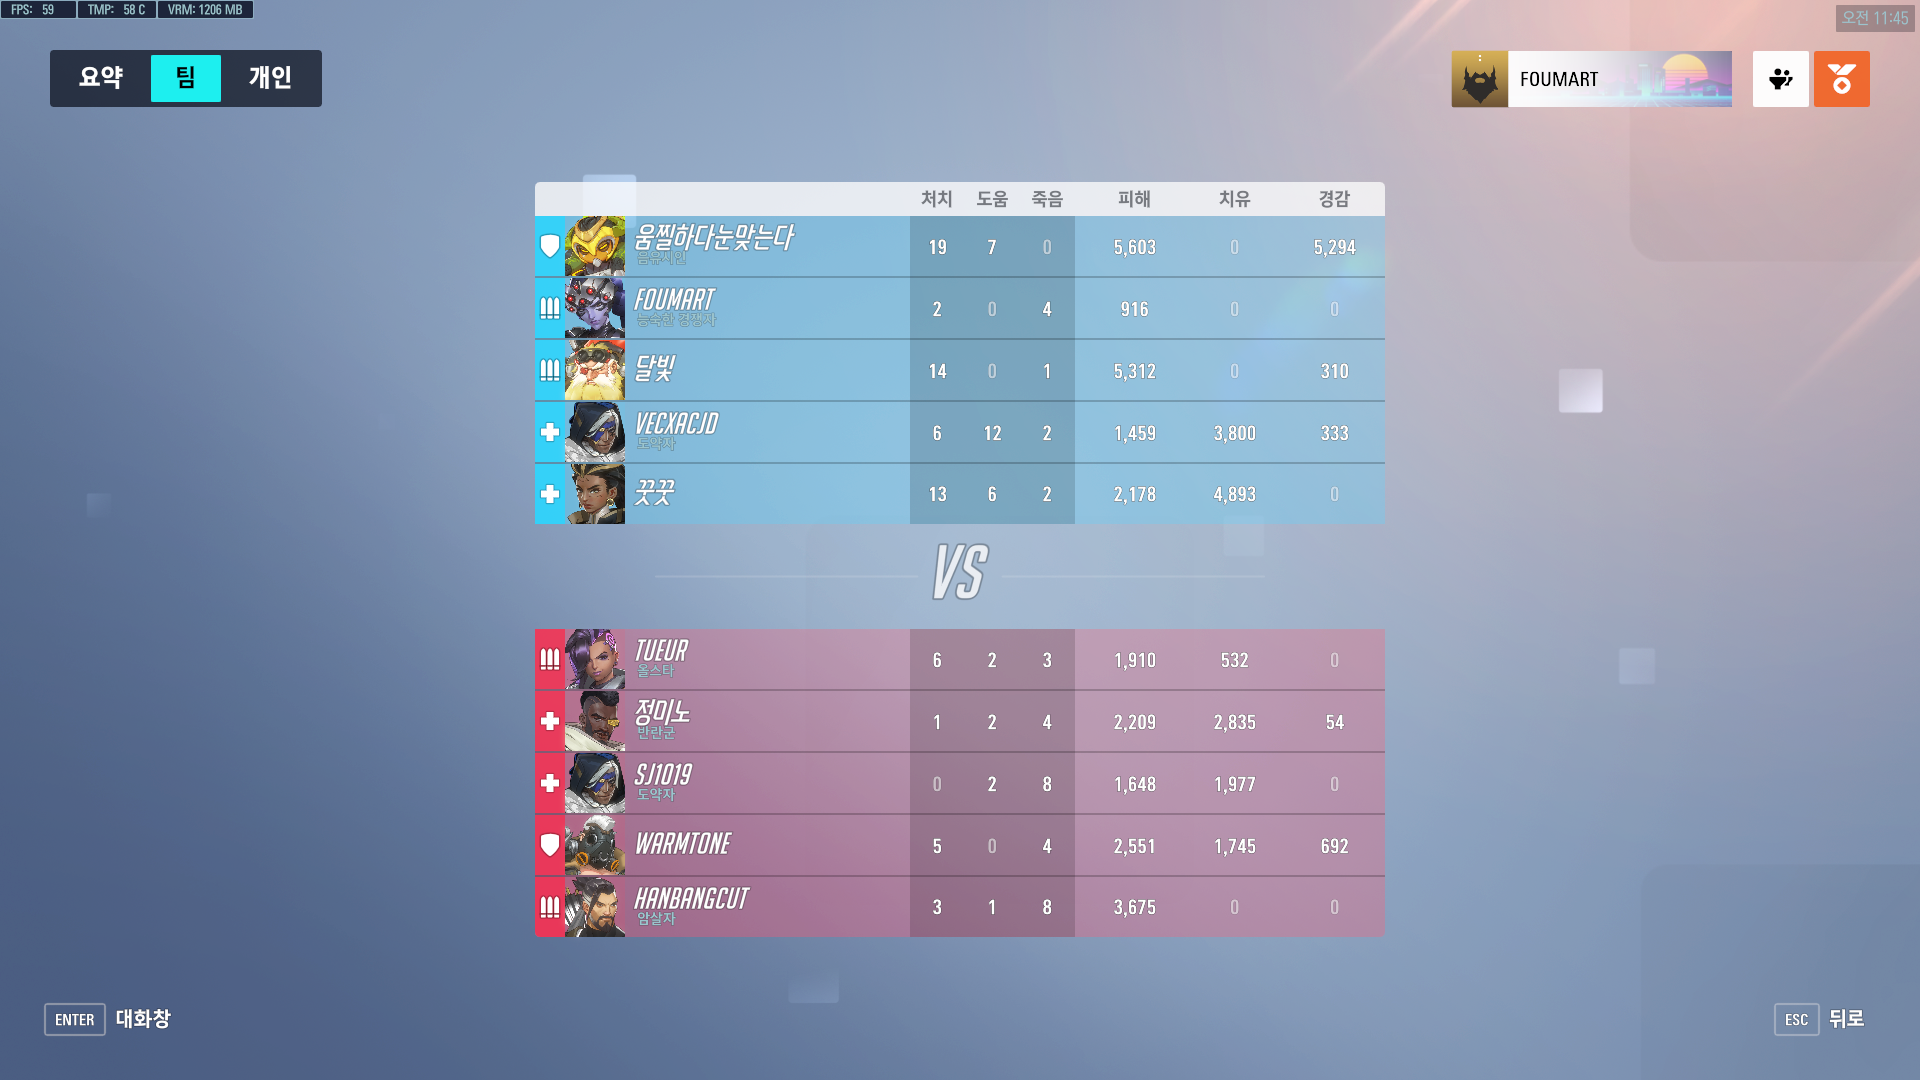 FPS: 59 TMP: 58 C VRM: 1206 MB
오전 11:45
요약 팀 개인
FOUMART
처치 도움 죽음 피해 치유 경감
움찔하다눈맞는다 19 7 0 5,603 0 5,294
음유시인
FOUMART 2 0 4 916 0 0
능숙한 경쟁자
달빛 14 0 1 5,312 0 310
VECXACJD 6 12 2 1,459 3,800 333
도약자
꿋꿋 13 6 2 2,178 4,893 0
VS
TUEUR 6 2 3 1,910 532 0
올스타
정미노 1 2 4 2,209 2,835 54
반란군
SJ1019 0 2 8 1,648 1,977 0
도약자
WARMTONE 5 0 4 2,551 1,745 692
HANBANGCUT 3 1 8 3,675 0 0
암살자
ENTER 대화창
ESC 뒤로